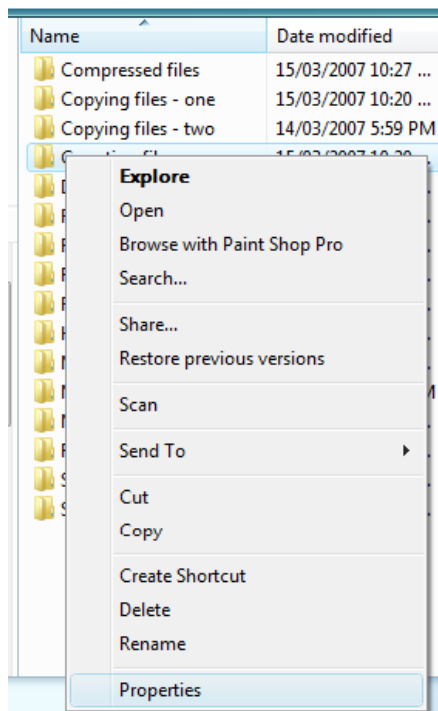 Name Date modified
Compressed files 15/03/2007 10:27 ...
Copying files - one 15/03/2007 10:20 ...
Copying files - two 14/03/2007 5:59 PM
Explore
Open
Browse with Paint Shop Pro
Search...
Share...
Restore previous versions
Scan
Send To
Cut
Copy
Create Shortcut
Delete
Rename
Properties